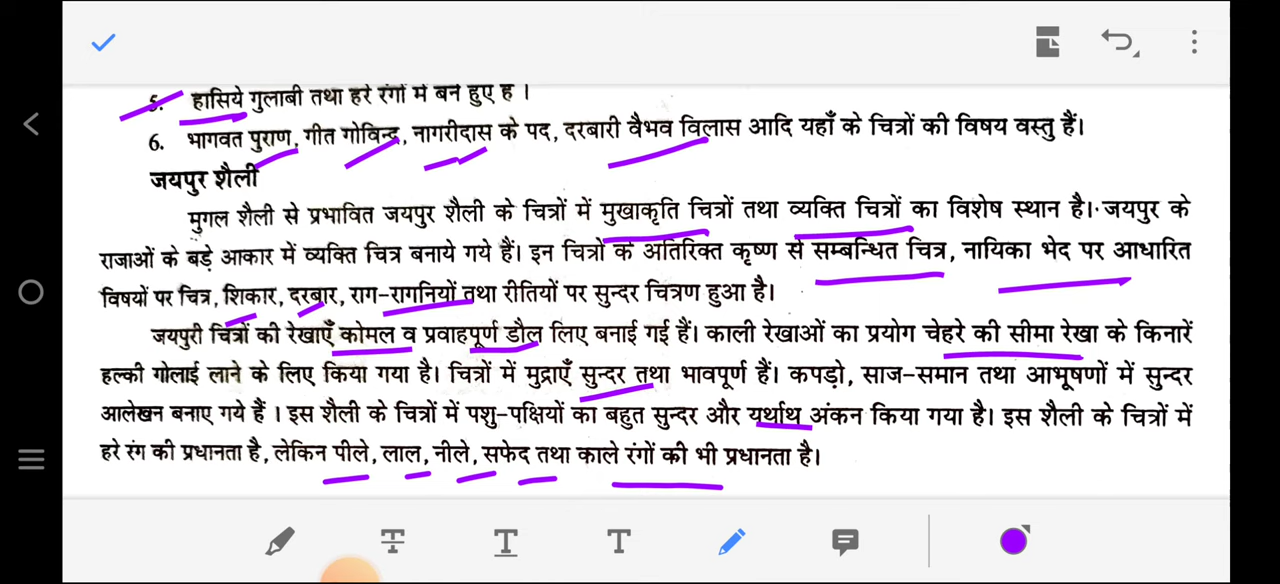 5. हासिये गुलाबी तथा हरे रंगों में बने हुए हैं ।
6. भागवत पुराण, गीत गोविन्द, नागरीदास के पद, दरबारी वैभव विलास आदि यहाँ के चित्रों की विषय वस्तु हैं।
जयपुर शैली
मुगल शैली से प्रभावित जयपुर शैली के चित्रों में मुखाकृति चित्रों तथा व्यक्ति चित्रों का विशेष स्थान है। जयपुर के
राजाओं के बड़े आकार में व्यक्ति चित्र बनाये गये हैं। इन चित्रों के अतिरिक्त कृष्ण से सम्बन्धित चित्र, नायिका भेद पर आधारित
विषयों पर चित्र, शिकार, दरबार, राग-रागनियों तथा रीतियों पर सुन्दर चित्रण हुआ है।
जयपुरी चित्रों की रेखाएँ कोमल व प्रवाहपूर्ण डौल लिए बनाई गई हैं। काली रेखाओं का प्रयोग चेहरे की सीमा रेखा के किनारें
हल्की गोलाई लाने के लिए किया गया है। चित्रों में मुद्राएँ सुन्दर तथा भावपूर्ण हैं। कपड़ो, साज-समान तथा आभूषणों में सुन्दर
आलेखन बनाए गये हैं । इस शैली के चित्रों में पशु-पक्षियों का बहुत सुन्दर और यर्थाथ अंकन किया गया है। इस शैली के चित्रों में
हरे रंग की प्रधानता है, लेकिन पीले, लाल, नीले, सफेद तथा काले रंगों की भी प्रधानता है।